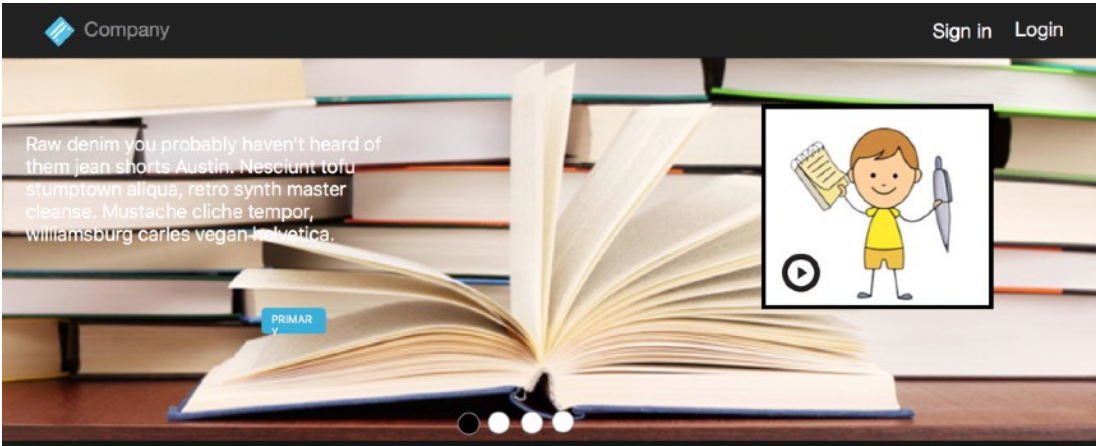 Company
Sign in
Login
Raw denim you probably haven't heard of
them jean shorts Austin. Nesciunt tofu
stumptown aliqua, retro synth master
cleanse. Mustache cliche tempor,
williamsburg carles vegan helvetica.
PRIMAR
Y